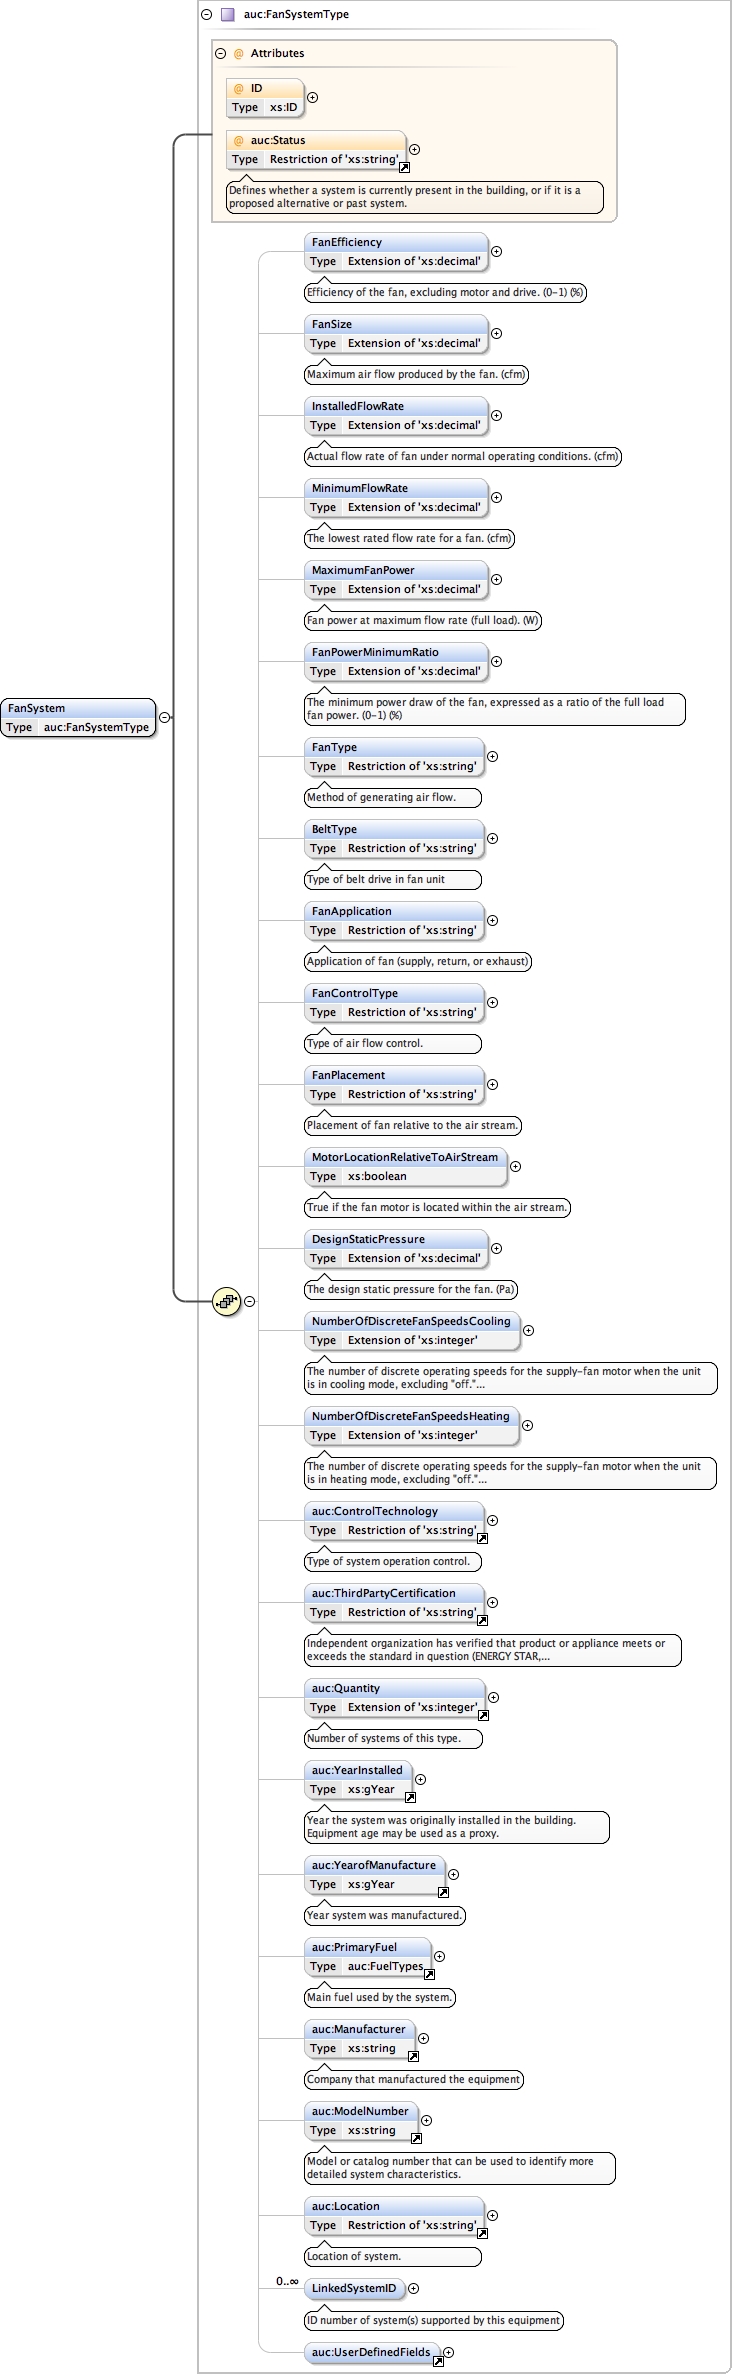 auc:FanSystemType
@ Attributes
@ ID
Type xs:ID
@ auc:Status
Type Restriction of 'xs:string'
Defines whether a system is currently present in the building, or if it is a
proposed alternative or past system.
FanEfficiency
Type Extension of 'xs:decimal'
Efficiency of the fan, excluding motor and drive. (0-1) (%)
FanSize
Type Extension of 'xs:decimal'
Maximum air flow produced by the fan. (cfm)
InstalledFlowRate
Type Extension of 'xs:decimal'
Actual flow rate of fan under normal operating conditions. (cfm)
MinimumFlowRate
Type Extension of 'xs:decimal'
The lowest rated flow rate for a fan. (cfm)
MaximumFanPower
Type Extension of 'xs:decimal'
Fan power at maximum flow rate (full load). (W)
FanPowerMinimumRatio
Type Extension of 'xs:decimal'
The minimum power draw of the fan, expressed as a ratio of the full load
fan power. (0-1) (%)
FanSystem
Type auc:FanSystemType
FanType
Type Restriction of 'xs:string'
Method of generating air flow.
BeltType
Type Restriction of 'xs:string'
Type of belt drive in fan unit
FanApplication
Type Restriction of 'xs:string'
Application of fan (supply, return, or exhaust)
FanControlType
Type Restriction of 'xs:string'
Type of air flow control.
FanPlacement
Type Restriction of 'xs:string'
Placement of fan relative to the air stream.
MotorLocationRelativeToAirStream
Type xs:boolean
True if the fan motor is located within the air stream.
DesignStaticPressure
Type Extension of 'xs:decimal'
The design static pressure for the fan. (Pa)
NumberOfDiscreteFanSpeedsCooling
Type Extension of 'xs:integer'
The number of discrete operating speeds for the supply-fan motor when the unit
is in cooling mode, excluding "off."...
NumberOfDiscreteFanSpeedsHeating
Type Extension of 'xs:integer'
The number of discrete operating speeds for the supply-fan motor when the unit
is in heating mode, excluding "off."...
auc:ControlTechnology
Type Restriction of 'xs:string'
Type of system operation control.
auc:ThirdPartyCertification
Type Restriction of 'xs:string'
Independent organization has verified that product or appliance meets or
exceeds the standard in question (ENERGY STAR,...
auc:Quantity
Type Extension of 'xs:integer'
Number of systems of this type.
auc:YearInstalled
Type xs:gYear
Year the system was originally installed in the building.
Equipment age may be used as a proxy.
auc:YearofManufacture
Type xs:gYear
Year system was manufactured.
auc:PrimaryFuel
Type auc:FuelTypes
Main fuel used by the system.
auc:Manufacturer
Type xs:string
Company that manufactured the equipment
auc:ModelNumber
Type xs:string
Model or catalog number that can be used to identify more
detailed system characteristics.
auc:Location
Type Restriction of 'xs:string'
Location of system.
0..∞
LinkedSystemID
ID number of system(s) supported by this equipment
auc:UserDefinedFields